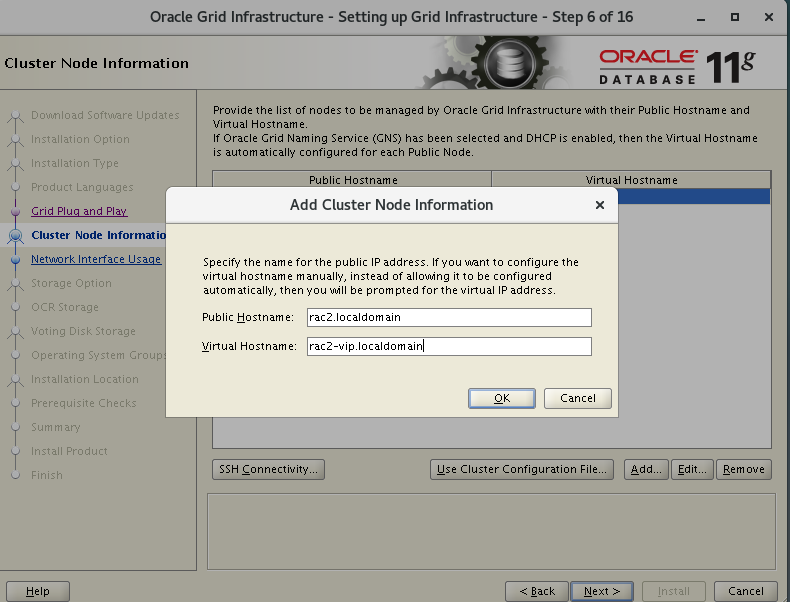 Oracle Grid Infrastructure - Setting up Grid Infrastructure - Step 6 of 16
Cluster Node Information
ORACLE
DATABASE 11g
Download Software Updates
Installation Option
Installation Type
Product Languages
Grid Plug and Play
Cluster Node Informatio
Network Interface Usage
Storage Option
OCR Storage
Voting Disk Storage
Operating System Groups
Installation Location
Prerequisite Checks
Summary
Install Product
Finish
Provide the list of nodes to be managed by Oracle Grid Infrastructure with their Public Hostname and
Virtual Hostname.
If Oracle Grid Naming Service (GNS) has been selected and DHCP is enabled, then the Virtual Hostname
is automatically configured for each Public Node.
Public Hostname Virtual Hostname
Add Cluster Node Information
Specify the name for the public IP address. If you want to configure the
virtual hostname manually, instead of allowing it to be configured
automatically, then you will be prompted for the virtual IP address.
Public Hostname: rac2.localdomain
Virtual Hostname: rac2-vip.localdomain
OK Cancel
SSH Connectivity... Use Cluster Configuration File... Add... Edit... Remove
Help < Back Next > Install Cancel